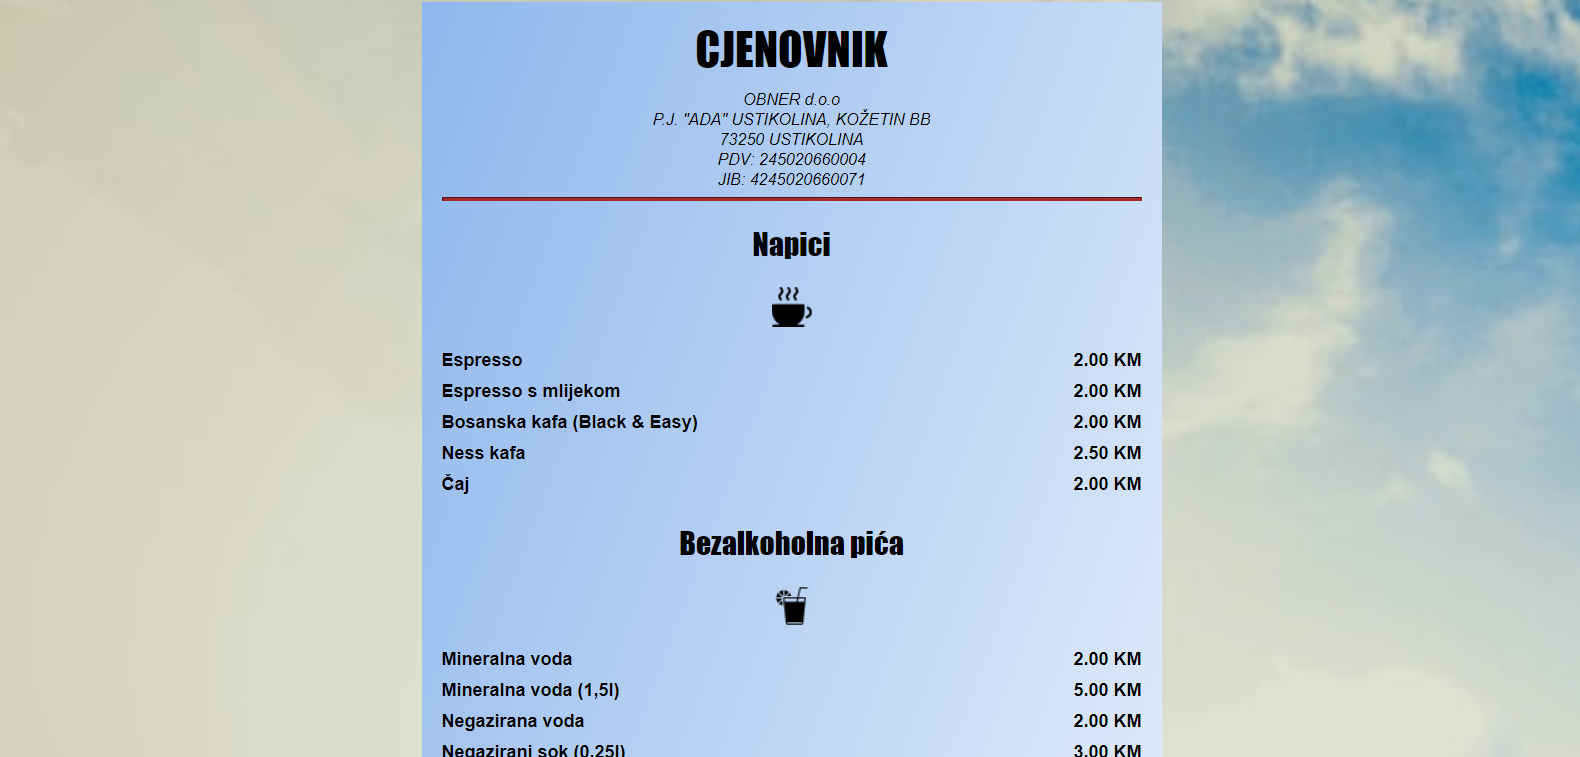 CJENOVNIK
OBNER d.o.o
P.J. "ADA" USTIKOLINA, KOŽETIN BB
73250 USTIKOLINA
PDV: 245020660004
JIB: 4245020660071
Napici
Espresso 2.00 KM
Espresso s mlijekom 2.00 KM
Bosanska kafa (Black & Easy) 2.00 KM
Ness kafa 2.50 KM
Čaj 2.00 KM
Bezalkoholna pića
Mineralna voda 2.00 KM
Mineralna voda (1,5l) 5.00 KM
Negazirana voda 2.00 KM
Negazirani sok (0,25l) 3.00 KM